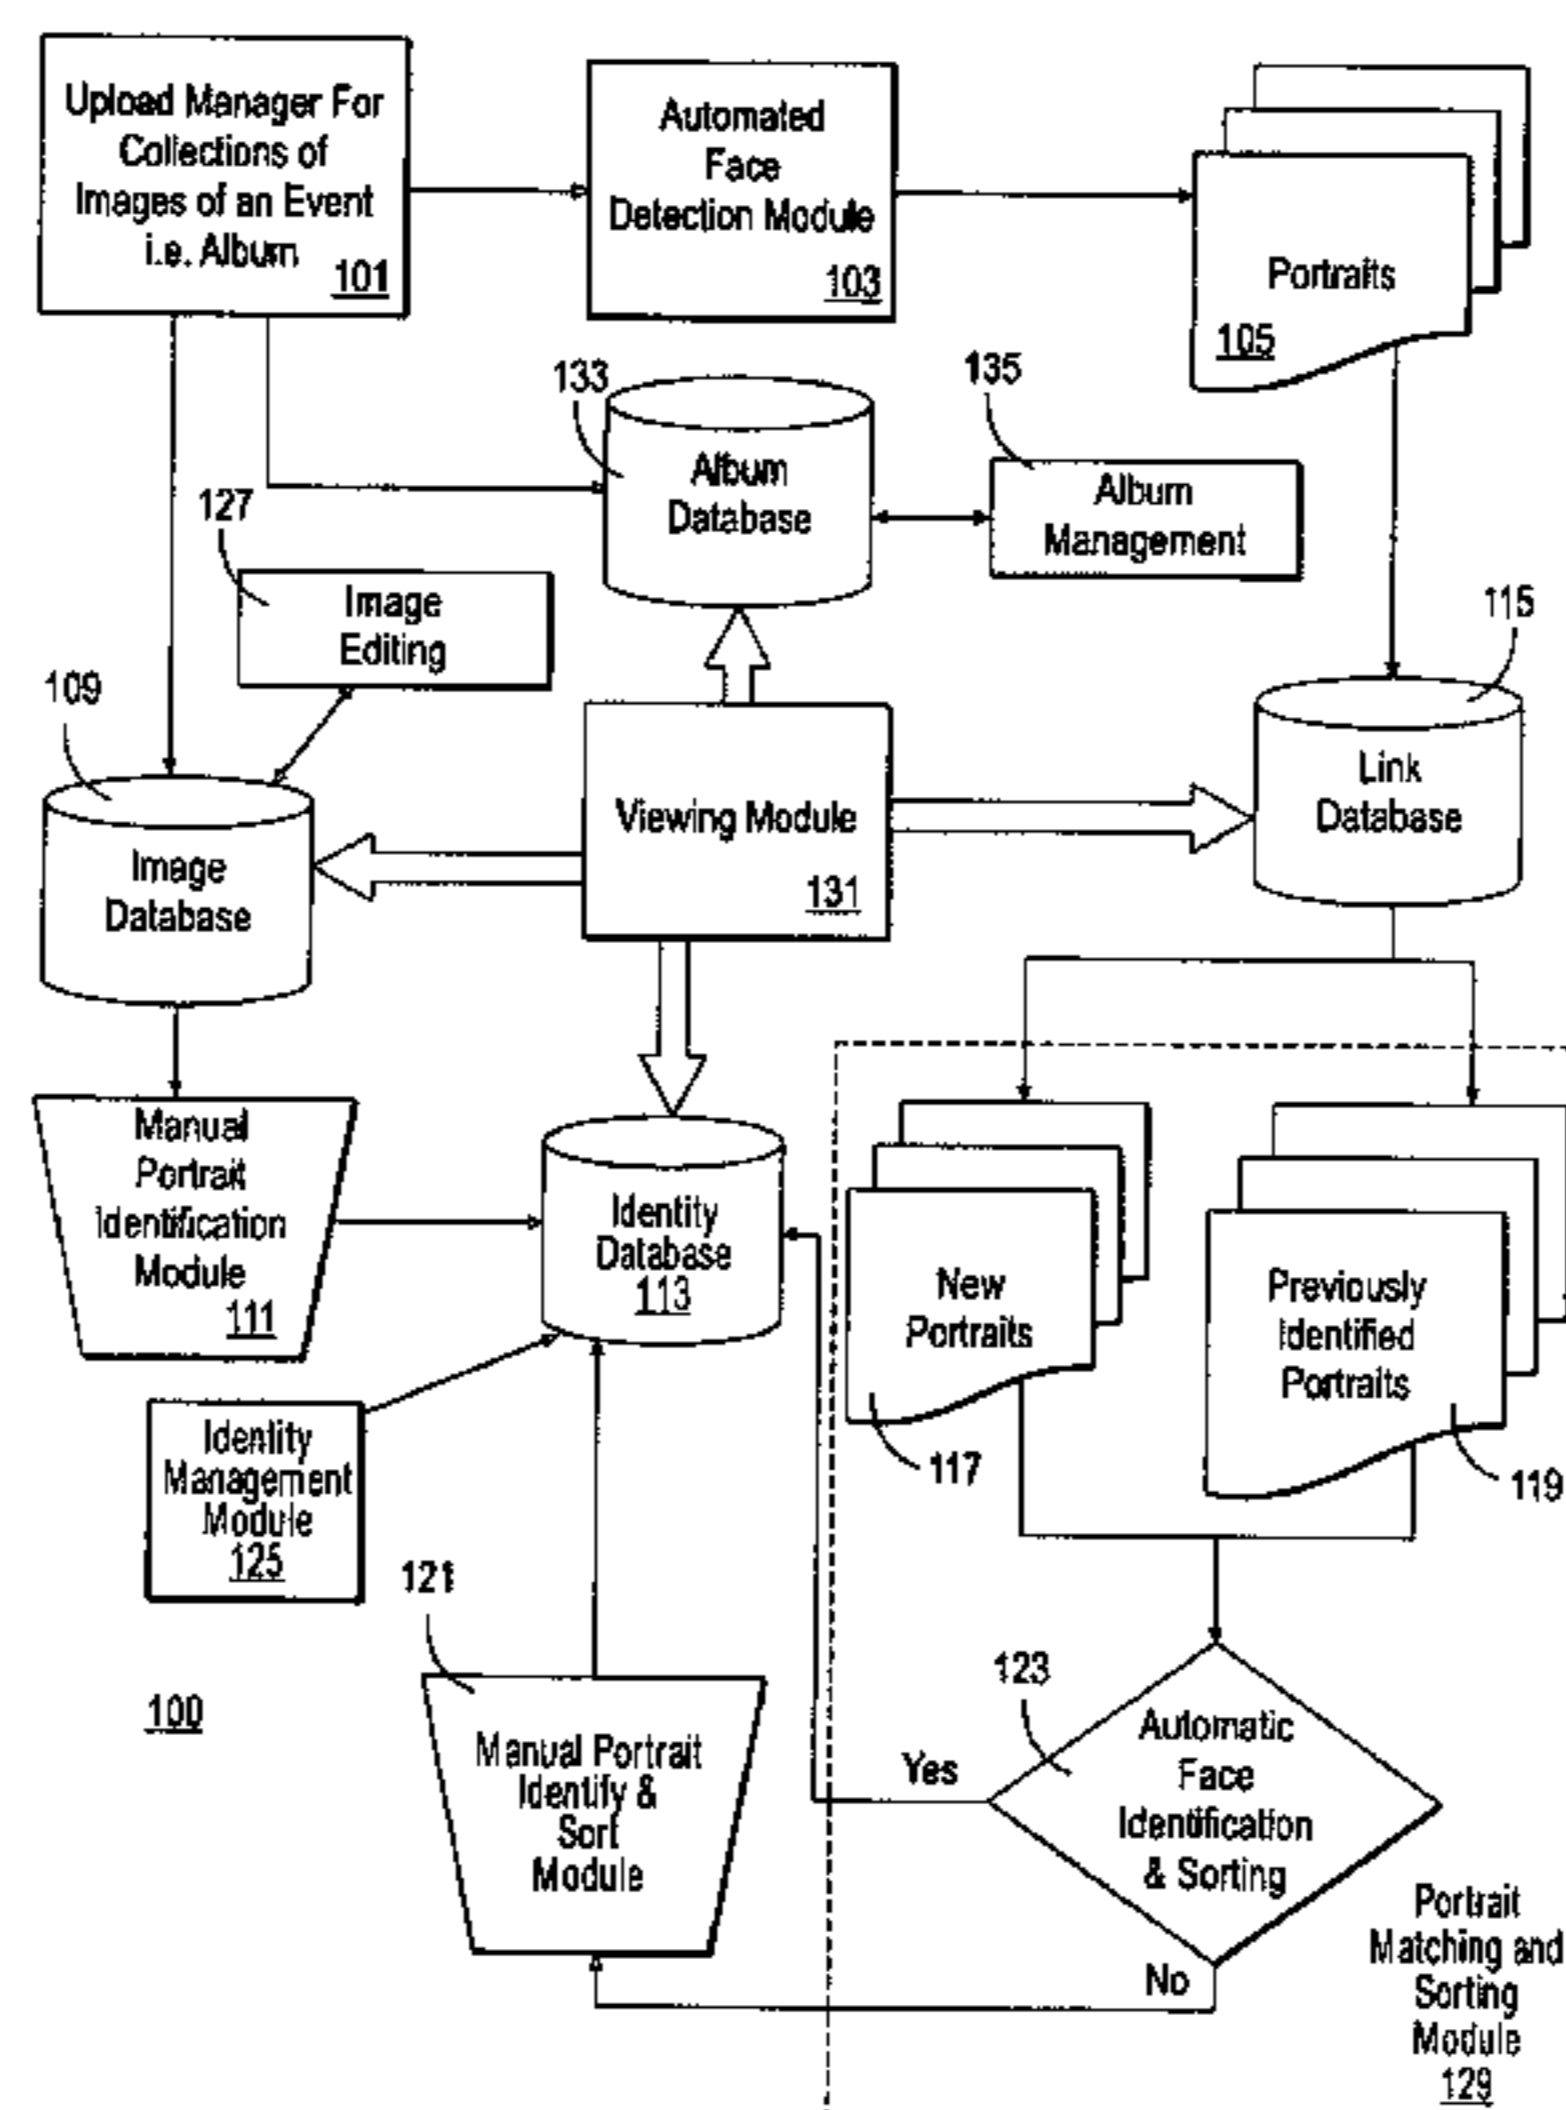 Upload Manager For
Collections of
Images of an Event
i.e. Album
101
Automated
Face
Detection Module
103
Portraits
105
133
Album
Database
135
Album
Management
127
Image
Editing
109
Image
Database
Viewing Module
131
115
Link
Database
Manual
Portrait
Identification
Module
111
Identity
Database
113
New
Portraits
117
Previously
Identified
Portraits
119
Identity
Management
Module
125
121
Manual Portrait
Identify &
Sort
Module
100
123
Automatic
Face
Identification
& Sorting
Yes
No
Portrait
Matching and
Sorting
Module
129